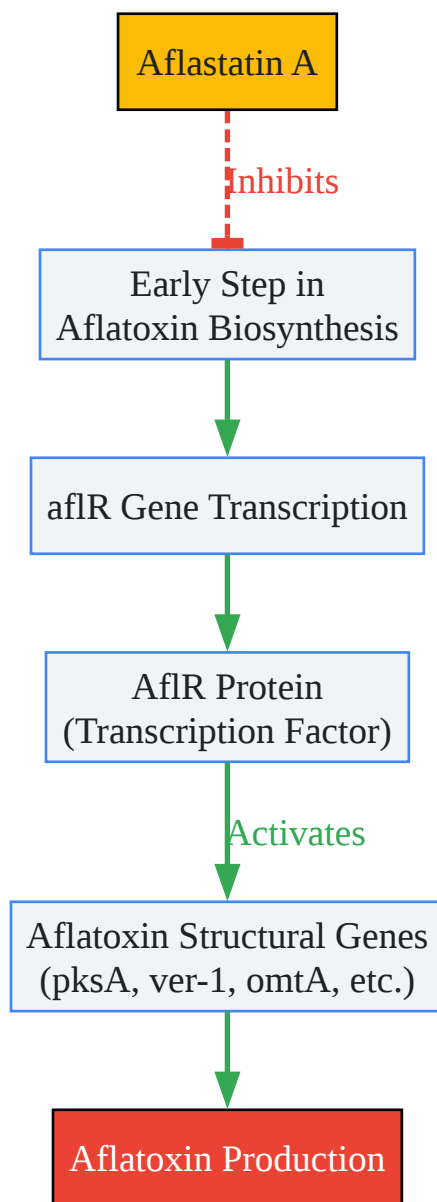 Aflastatin A
Inhibits
Early Step in
Aflatoxin Biosynthesis
aflR Gene Transcription
AflR Protein
(Transcription Factor)
Activates
Aflatoxin Structural Genes
(pksA, ver-1, omtA, etc.)
Aflatoxin Production